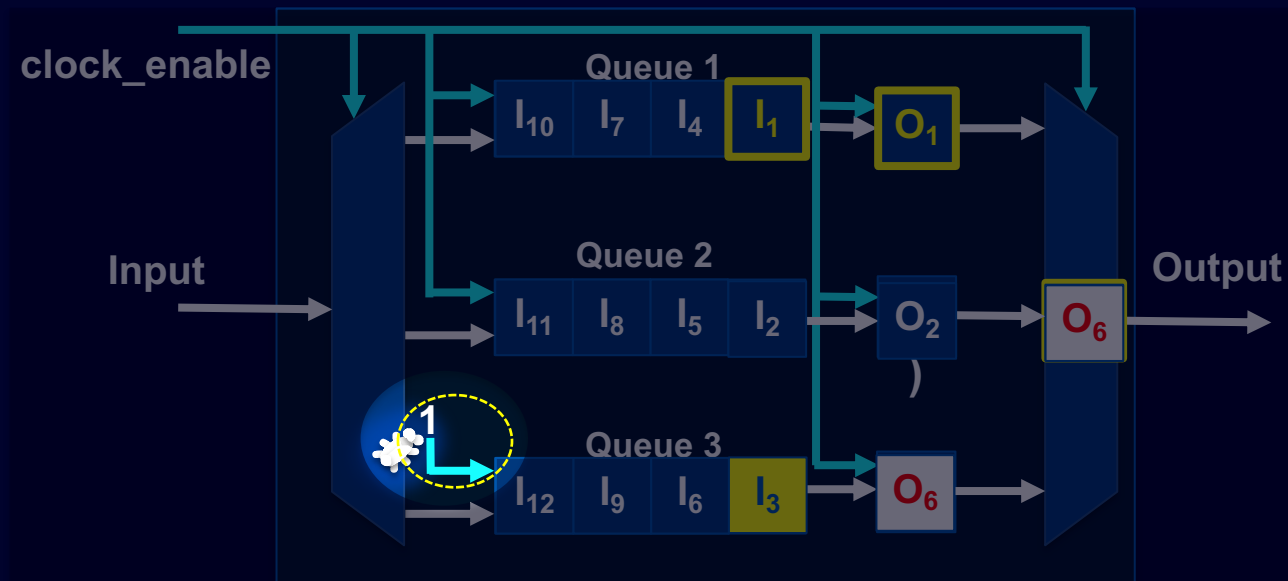 clock_enable
Queue 1
I10 I7 I4 I1 O1
Input
Queue 2
Output
I11 I8 I5 I2 O2 O6
)
1
Queue 3
I12 I9 I6 I3 O6